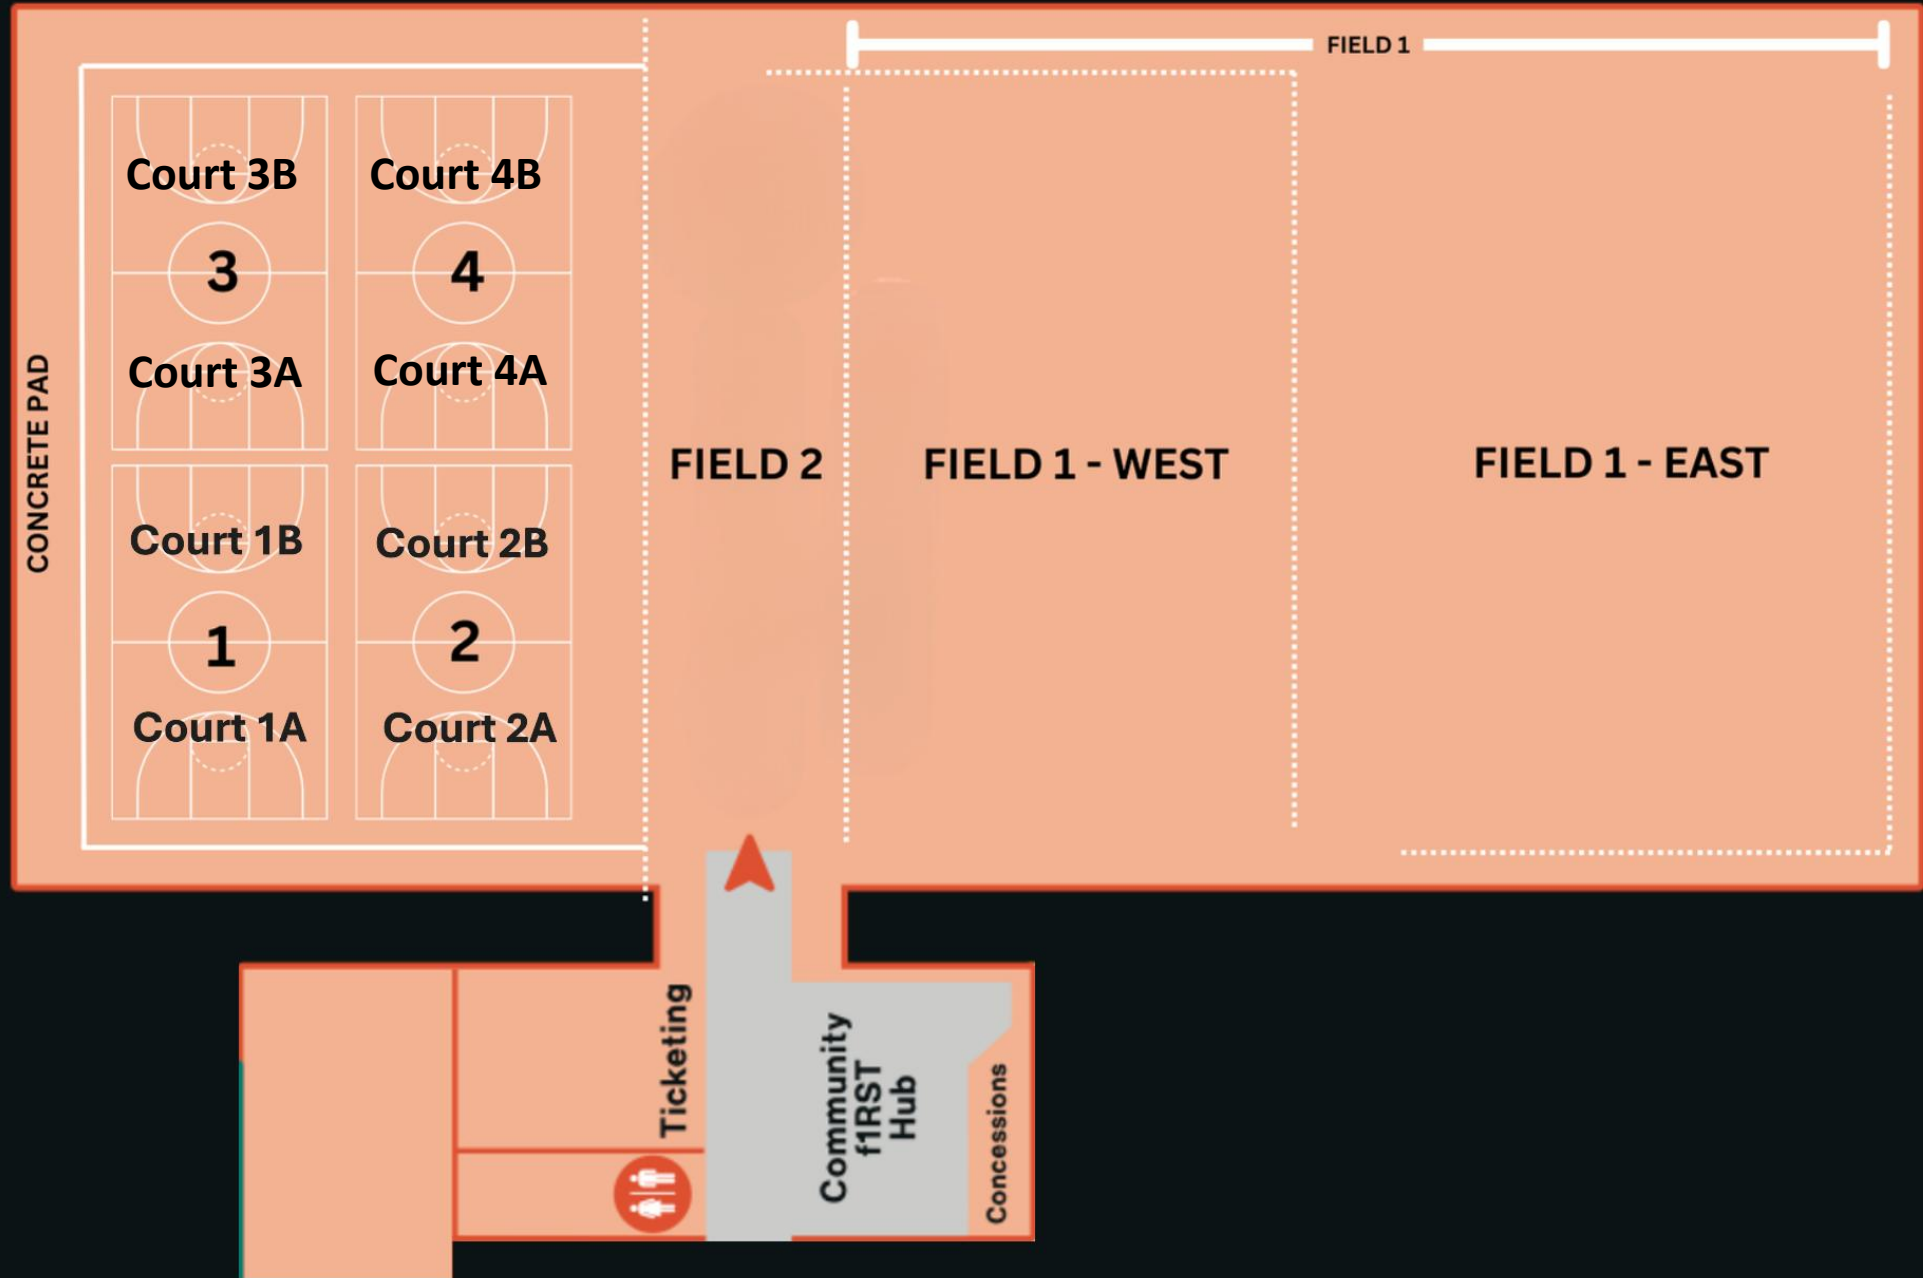 FIELD 1
Court 3B
Court 4B
3
4
Court 3A
Court 4A
CONCRETE PAD
FIELD 2
FIELD 1 - WEST
FIELD 1 - EAST
Court 1B
Court 2B
1
2
Court 1A
Court 2A
Ticketing
Community
f1RST
Hub
Concessions